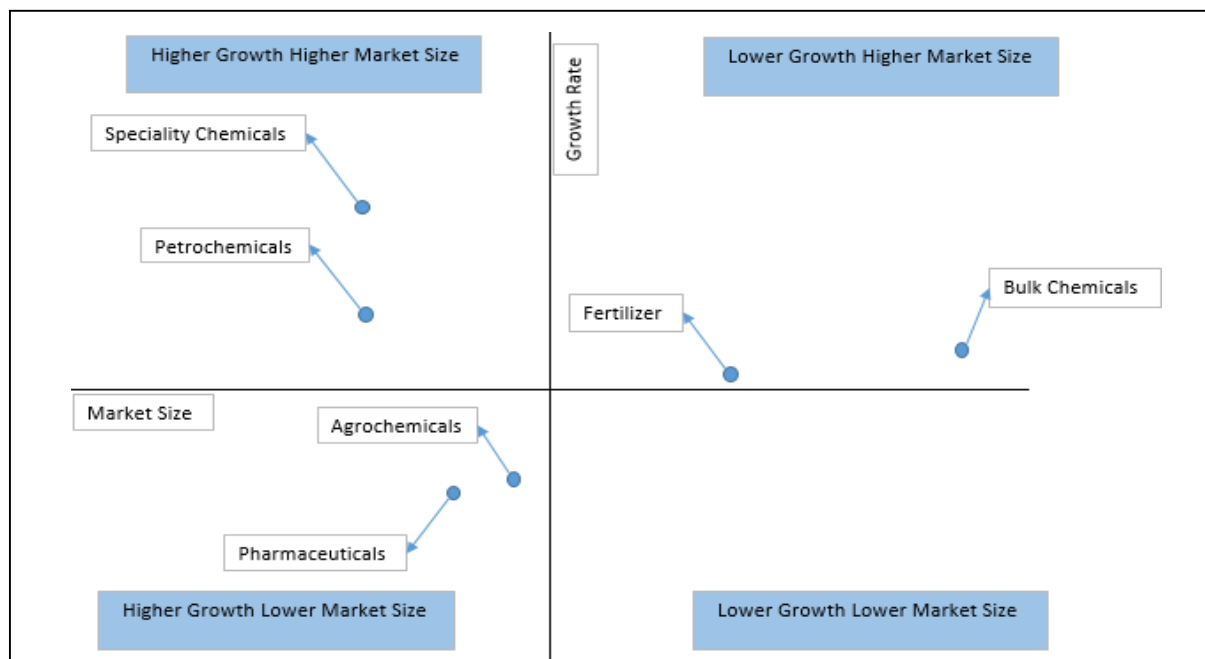 Higher Growth Higher Market Size
Lower Growth Higher Market Size
Growth Rate
Speciality Chemicals
Petrochemicals
Bulk Chemicals
Fertilizer
Market Size
Agrochemicals
Pharmaceuticals
Higher Growth Lower Market Size
Lower Growth Lower Market Size